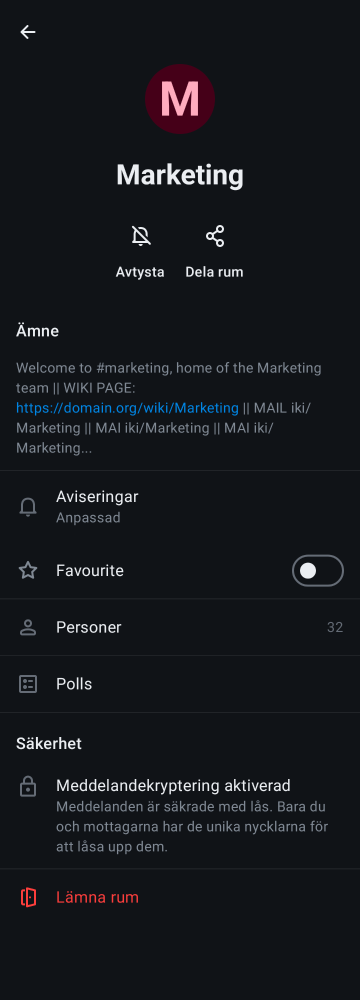 M
Marketing
Avtysta
Dela rum
Ämne
Welcome to #marketing, home of the Marketing
team || WIKI PAGE:
https://domain.org/wiki/Marketing || MAIL iki/
Marketing || MAI iki/Marketing || MAI iki/
Marketing...
Aviseringar
Anpassad
Favourite
Personer
32
Polls
Säkerhet
Meddelandekryptering aktiverad
Meddelanden är säkrade med lås. Bara du
och mottagarna har de unika nycklarna för
att låsa upp dem.
Lämna rum